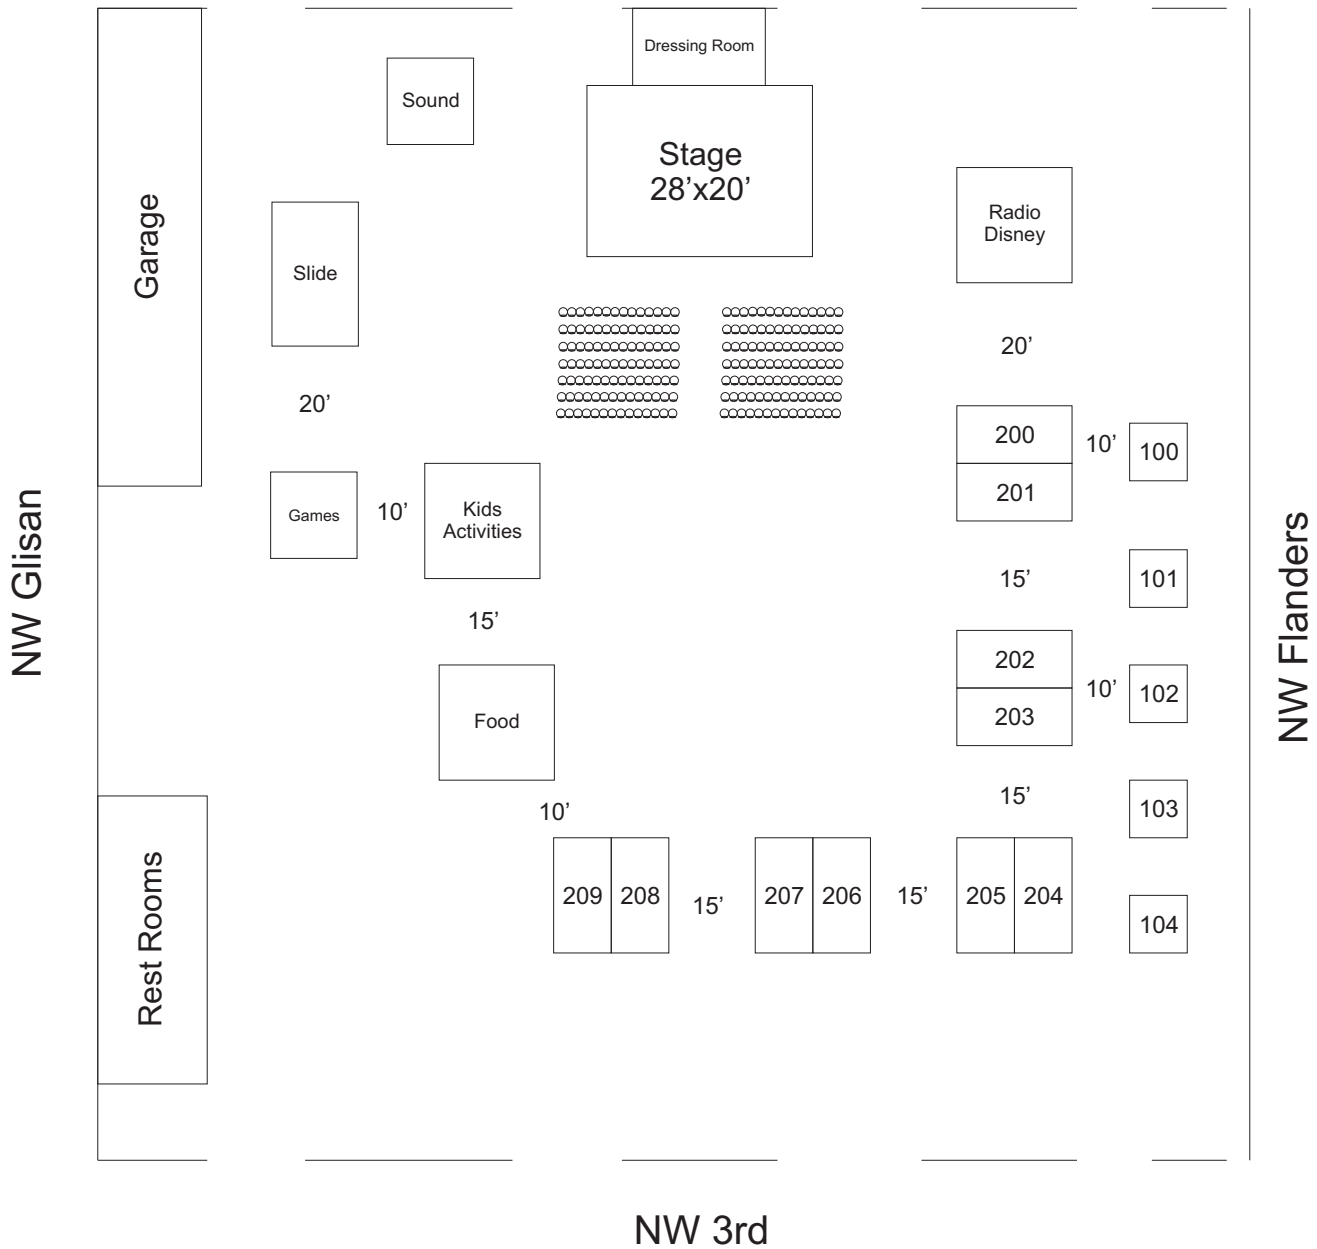 Dressing Room
Sound
Stage
28’x20’
Garage
Radio
Disney
Slide
20’
20’
200
10’
100
201
Games
10’
Kids
Activities
NW Glisan
NW Flanders
15’
101
15’
202
10’
102
203
Food
15’
103
10’
Rest Rooms
209
208
15’
207
206
15’
205
204
104
NW 3rd